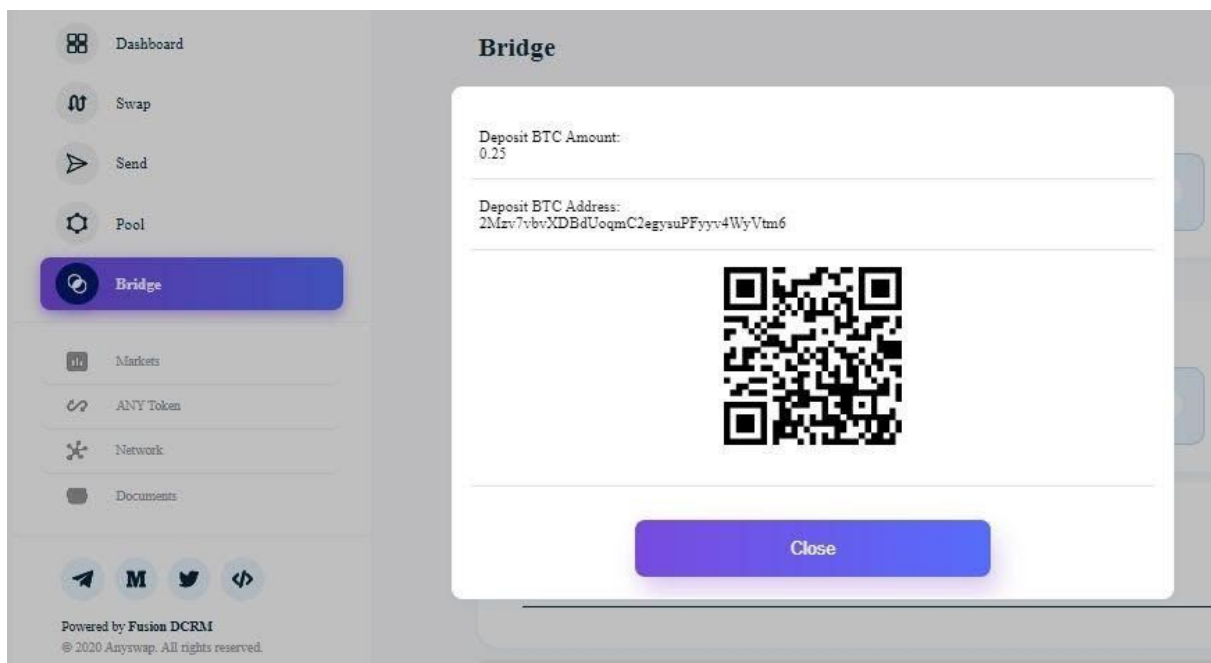 Dashboard
Swap
Send
Pool
Bridge
Markets
ANY Token
Network
Documents
M
Powered by Fusion DCRM
© 2020 Anyswap. All rights reserved.
Bridge
Deposit BTC Amount:
0.25
Deposit BTC Address:
2Mzv7vbvXDBdUoqmC2egysuPFyyv4WyVtm6
Close